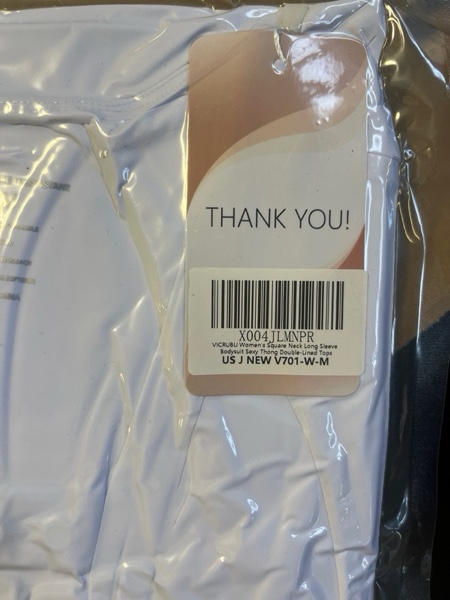 THANK YOU!
X004JLMNPR
VICRUBU Women's Square Neck Long Sleeve
Bodysuit Sexy Thong Double-Lined Tops
US J NEW V701-W-M